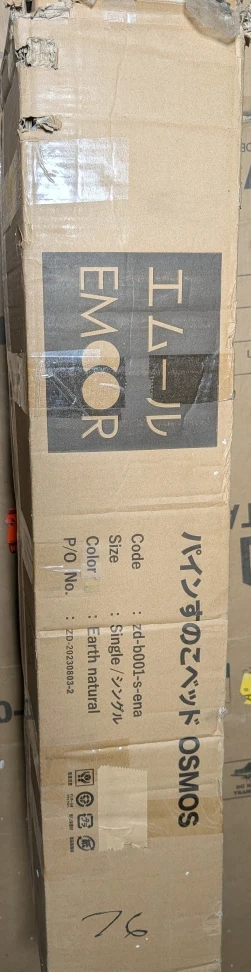 エムール
EMOOR
パインすのこベッド OSMOS
Code : zd-b001-s-ena
Size : Single/シングル
Color : Earth natural
P/O No. : ZD-20230803-2